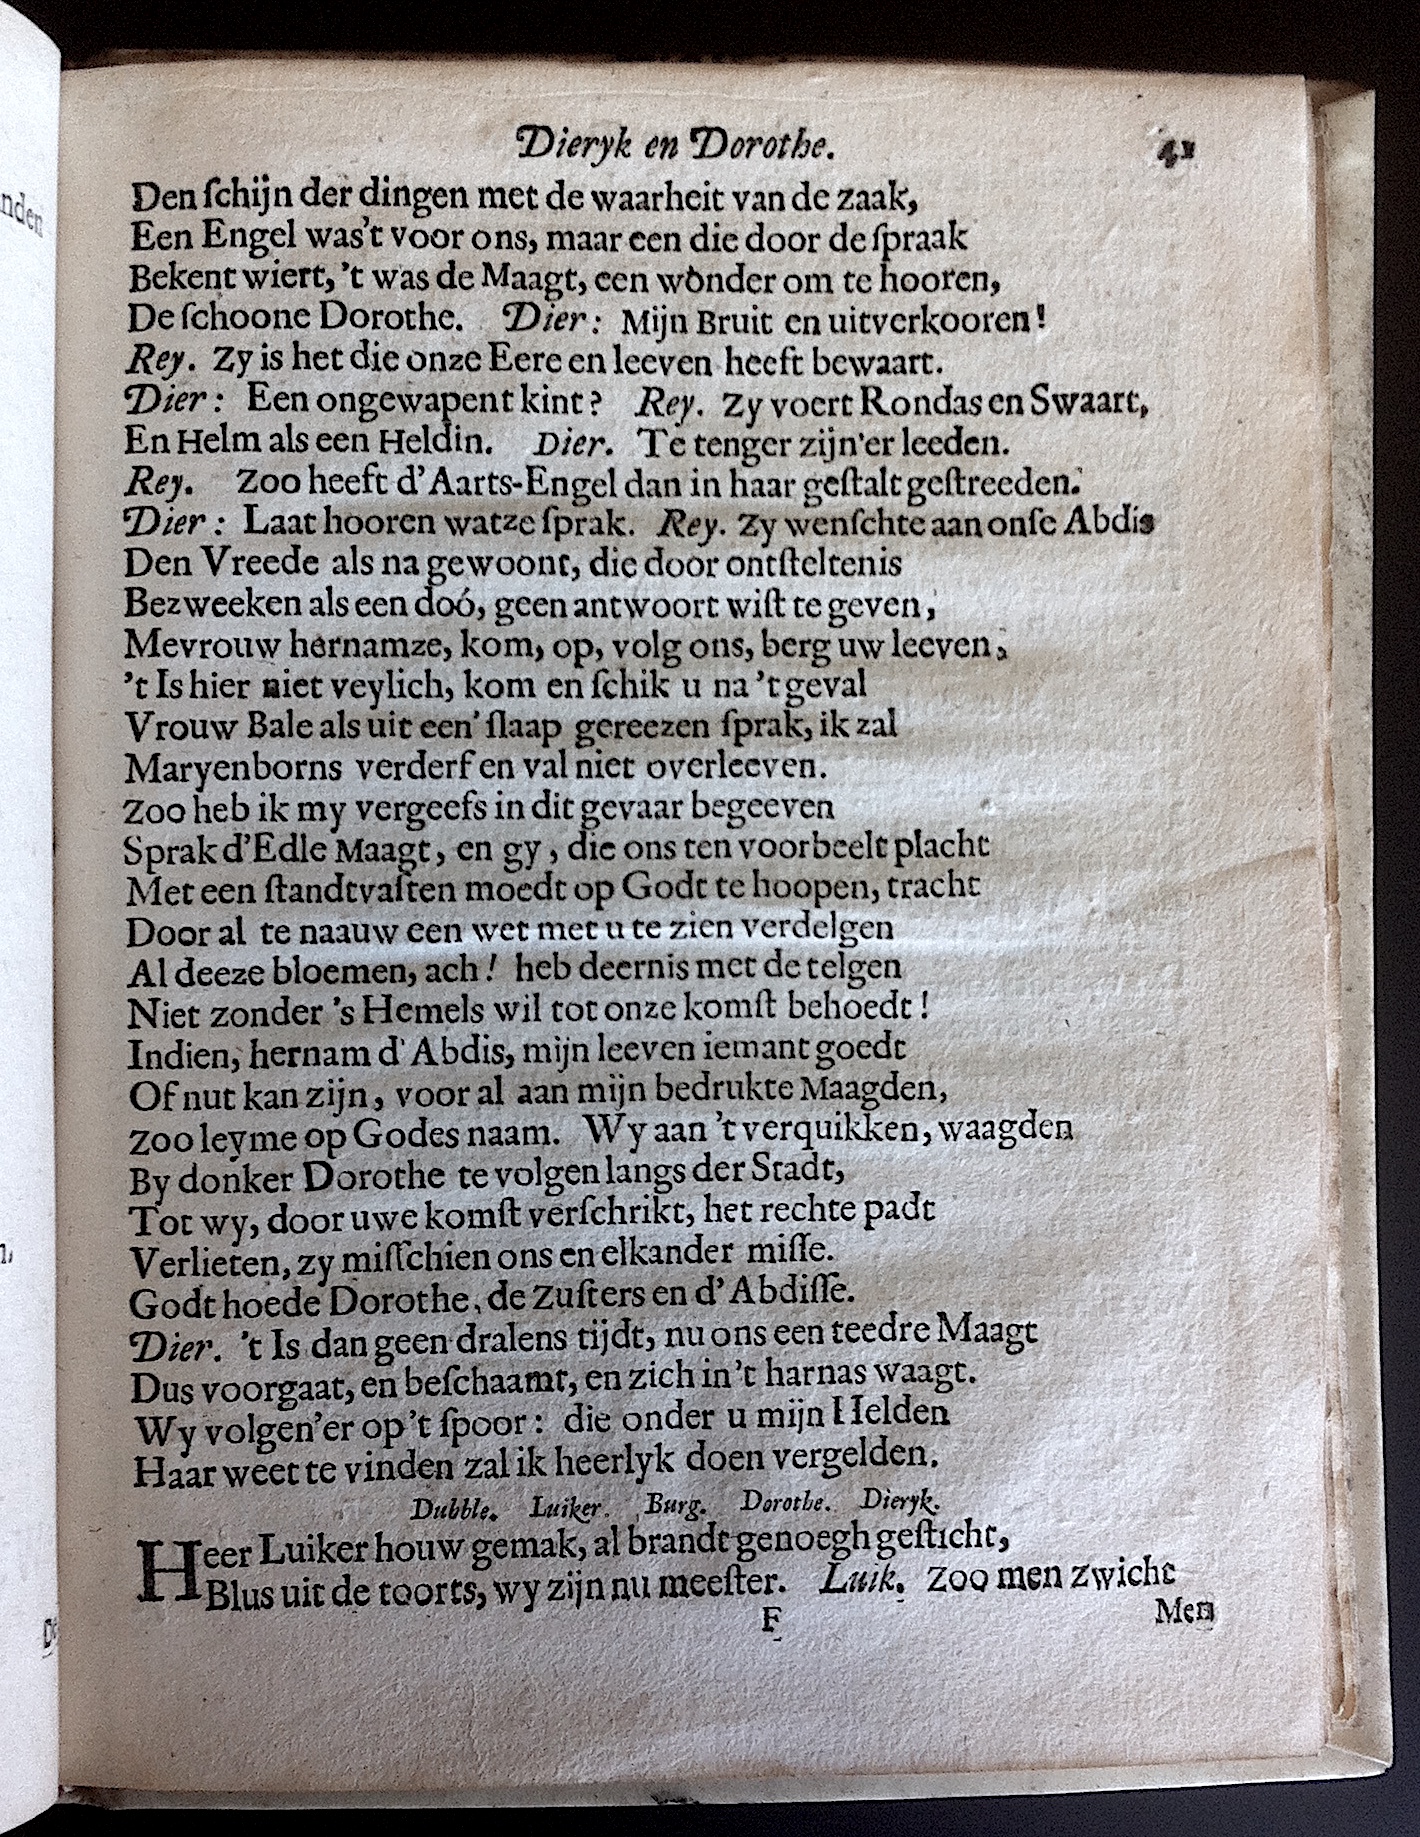 nden
Dieryk en Dorothe. 41
Den ſchijn der dingen met de waarheit van de zaak,
Een Engel was't voor ons, maar een die door de ſpraak
Bekent wiert, 't was de Maagt, een wonder om te hooren,
De ſchoone Dorothe. Dier: Mijn Bruit en uitverkooren!
Rey. Zy is het die onze Eere en leeven heeft bewaart.
Dier: Een ongewapent kint? Rey. Zy voert Rondas en Swaart,
En Helm als een Heldin. Dier. Te tenger zijn'er leeden.
Rey. Zoo heeft d'Aarts-Engel dan in haar geſtalt geſtreeden.
Dier: Laat hooren watze ſprak. Rey. Zy wenſchte aan onſe Abdis
Den Vreede als na gewoont, die door ontſteltenis
Bezweeken als een doó, geen antwoort wiſt te geven,
Mevrouw hernamze, kom, op, volg ons, berg uw leeven,
't Is hier niet veylich, kom en ſchik u na 't geval
Vrouw Bale als uit een' ſlaap gereezen ſprak, ik zal
Maryenborns verderf en val niet overleeven.
Zoo heb ik my vergeefs in dit gevaar begeeven
Sprak d'Edle Maagt, en gy, die ons ten voorbeelt placht
Met een ſtandtvaſten moedt op Godt te hoopen, tracht
Door al te naauw een wet met u te zien verdelgen
Al deeze bloemen, ach! heb deernis met de telgen
Niet zonder 's Hemels wil tot onze komſt behoedt!
Indien, hernam d'Abdis, mijn leeven iemant goedt
Of nut kan zijn, voor al aan mijn bedrukte Maagden,
Zoo leyme op Godes naam. Wy aan 't verquikken, waagden
By donker Dorothe te volgen langs der Stadt,
Tot wy, door uwe komſt verſchrikt, het rechte padt
Verlieten, zy miſſchien ons en elkander miſſe.
Godt hoede Dorothe, de Zuſters en d'Abdiſſe.
Dier. 't Is dan geen dralens tijdt, nu ons een teedre Maagt
Dus voorgaat, en beſchaamt, en zich in 't harnas waagt.
Wy volgen'er op 't ſpoor: die onder u mijn Helden
Haar weet te vinden zal ik heerlyk doen vergelden.
Dubble. Luiker. Burg. Dorothe. Dieryk.
Heer Luiker houw gemak, al brandt genoegh geſticht,
Blus uit de toorts, wy zijn nu meeſter. Luik. Zoo men zwicht
F Men